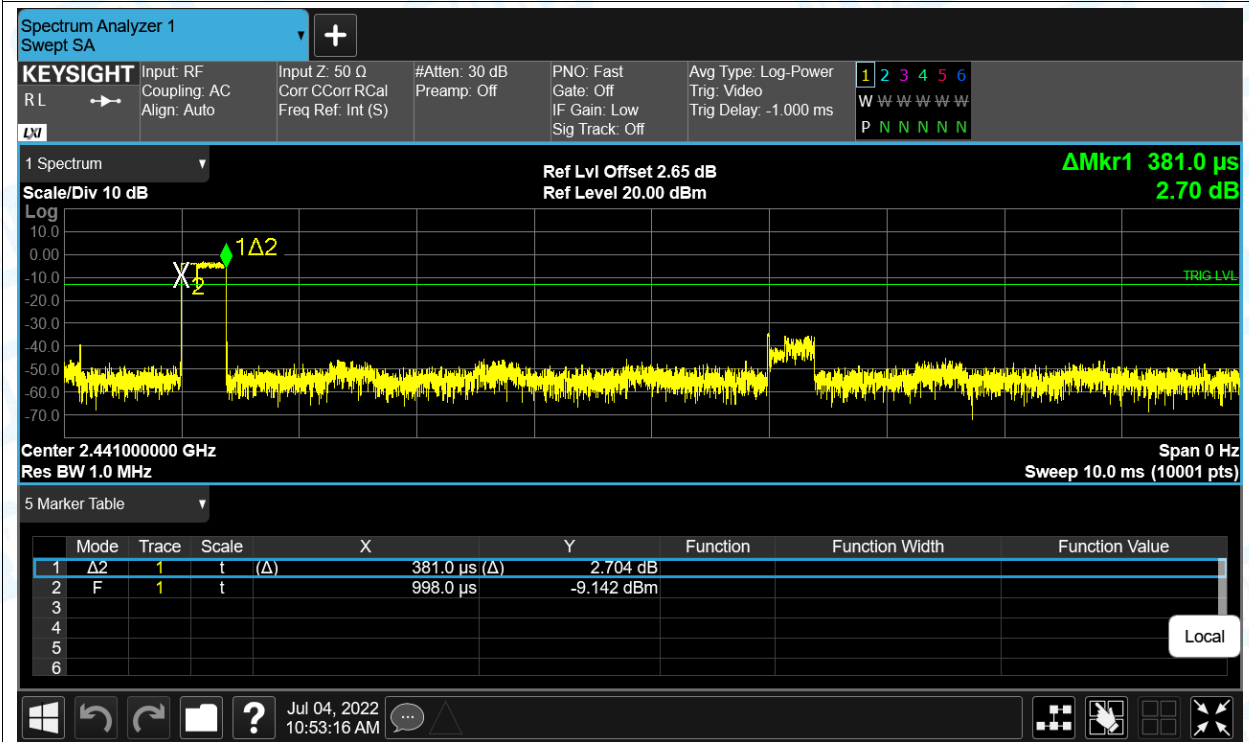 Spectrum Analyzer 1
Swept SA
+
KEYSIGHT
R L
LXI
Input: RF
Coupling: AC
Align: Auto
Input Z: 50 Ω
Corr CCorr RCal
Freq Ref: Int (S)
#Atten: 30 dB
Preamp: Off
PNO: Fast
Gate: Off
IF Gain: Low
Sig Track: Off
Avg Type: Log-Power
Trig: Video
Trig Delay: -1.000 ms
1 2 3 4 5 6
W W W W W W
P N N N N N
1 Spectrum
Scale/Div 10 dB
Ref Lvl Offset 2.65 dB
Ref Level 20.00 dBm
ΔMkr1 381.0 µs
2.70 dB
Log
10.0
0.00
-10.0
-20.0
-30.0
-40.0
-50.0
-60.0
-70.0
1Δ2
X
2
TRIG LVL
Center 2.441000000 GHz
Res BW 1.0 MHz
Span 0 Hz
Sweep 10.0 ms (10001 pts)
5 Marker Table
Mode Trace Scale X Y Function Function Width Function Value
1 Δ2 1 t (Δ) 381.0 µs (Δ) 2.704 dB
2 F 1 t 998.0 µs -9.142 dBm
3
4
5
6
Local
?
Jul 04, 2022
10:53:16 AM